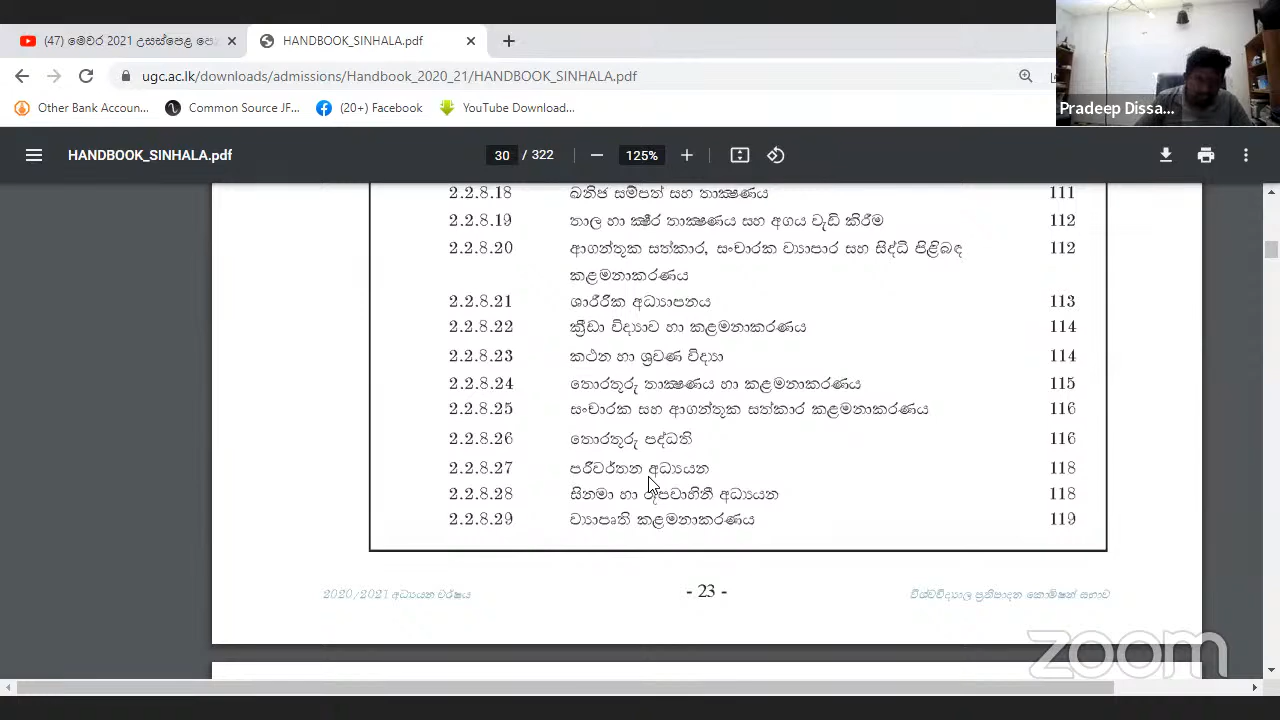 (47) මෙවර 2021 උසස්පෙළ පෙ
HANDBOOK_SINHALA.pdf
ugc.ac.lk/downloads/admissions/Handbook_2020_21/HANDBOOK_SINHALA.pdf
Other Bank Accoun...
Common Source JF...
(20+) Facebook
YouTube Download...
Pradeep Dissa...
HANDBOOK_SINHALA.pdf
30 / 322
125%
2.2.8.18 ඛනිජ සම්පත් සහ තාක්ෂණය 111
2.2.8.19 තාල හා ක්ෂීර තාක්ෂණය සහ අගය වැඩි කිරීම 112
2.2.8.20 ආගන්තුක සත්කාර, සංචාරක ව්‍යාපාර සහ සිද්ධි පිළිබඳ 112
කළමනාකරණය
2.2.8.21 ශාරීරික අධ්‍යාපනය 113
2.2.8.22 ක්‍රීඩා විද්‍යාව හා කළමනාකරණය 114
2.2.8.23 කථන හා ශ්‍රවණ විද්‍යා 114
2.2.8.24 තොරතුරු තාක්ෂණය හා කළමනාකරණය 115
2.2.8.25 සංචාරක සහ ආගන්තුක සත්කාර කළමනාකරණය 116
2.2.8.26 තොරතුරු පද්ධති 116
2.2.8.27 පරිවර්තන අධ්‍යයන 118
2.2.8.28 සිනමා හා රූපවාහිනී අධ්‍යයන 118
2.2.8.29 ව්‍යාපෘති කළමනාකරණය 119
2020/2021 අධ්‍යයන වර්ෂය
- 23 -
විශ්වවිද්‍යාල ප්‍රතිපාදන කොමිෂන් සභාව
zoom